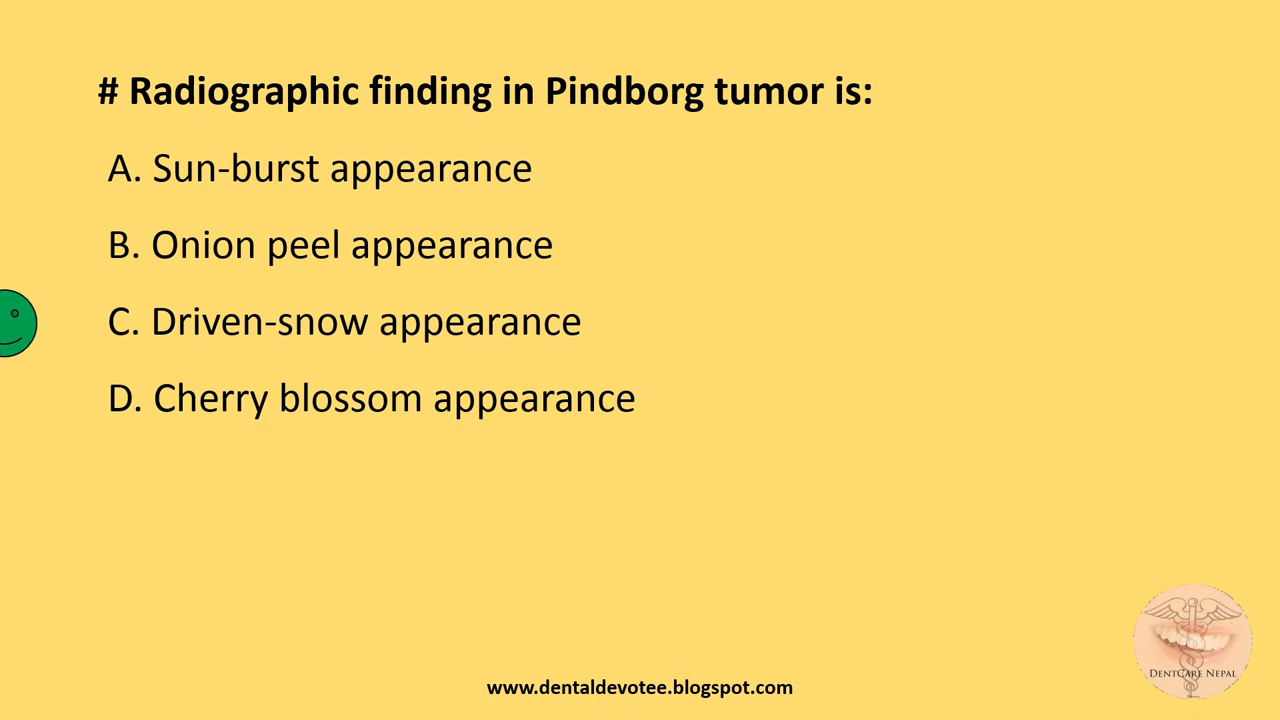 # Radiographic finding in Pindborg tumor is:
A. Sun-burst appearance
B. Onion peel appearance
C. Driven-snow appearance
D. Cherry blossom appearance
DentCare Nepal
www.dentaldevotee.blogspot.com